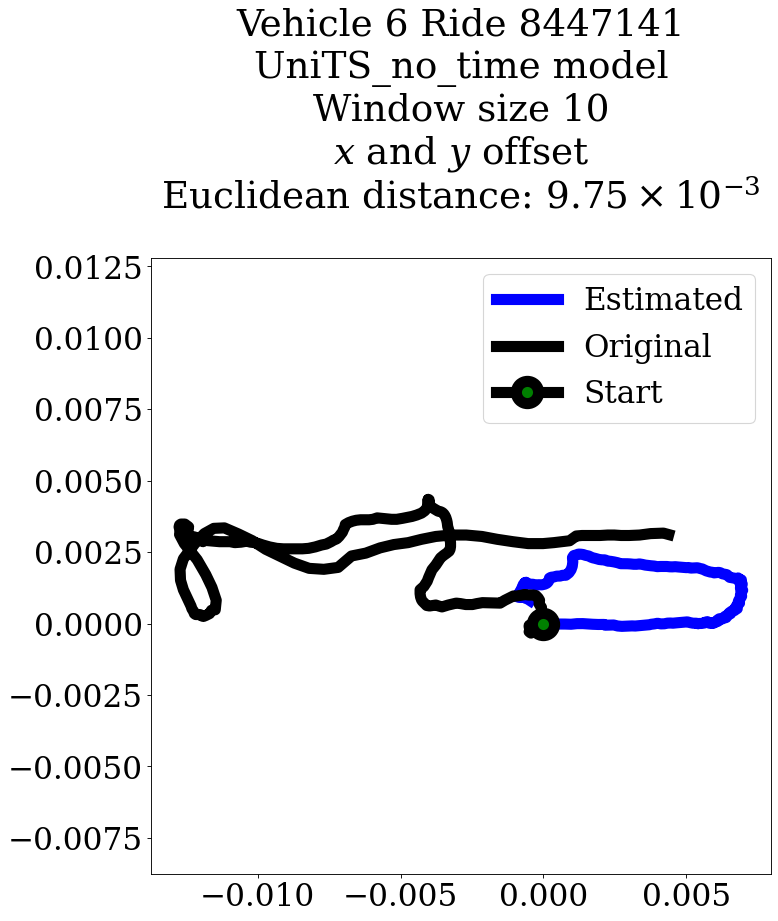 Vehicle 6 Ride 8447141
UniTS_no_time model
Window size 10
x and y offset
Euclidean distance: 9.75 × 10⁻³
Estimated
Original
Start
0.0125
0.0100
0.0075
0.0050
0.0025
0.0000
−0.0025
−0.0050
−0.0075
−0.010 −0.005 0.000 0.005